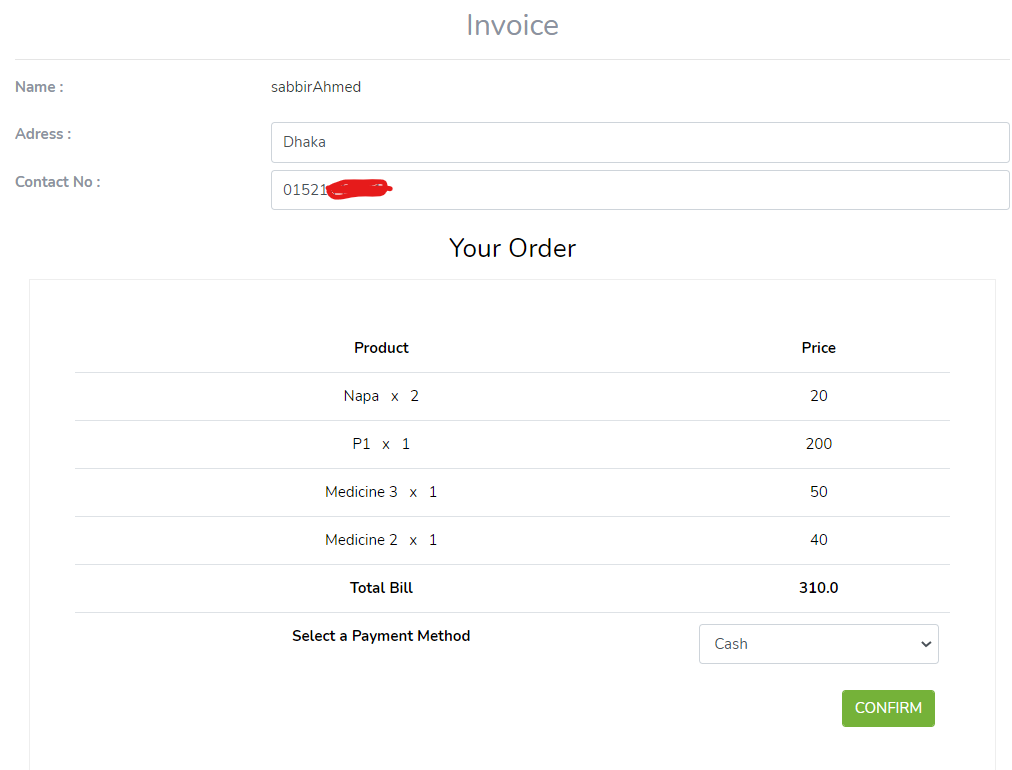 Invoice
Name : sabbirAhmed
Adress : Dhaka
Contact No : 01521
Your Order
Product Price
Napa x 2 20
P1 x 1 200
Medicine 3 x 1 50
Medicine 2 x 1 40
Total Bill 310.0
Select a Payment Method Cash
CONFIRM